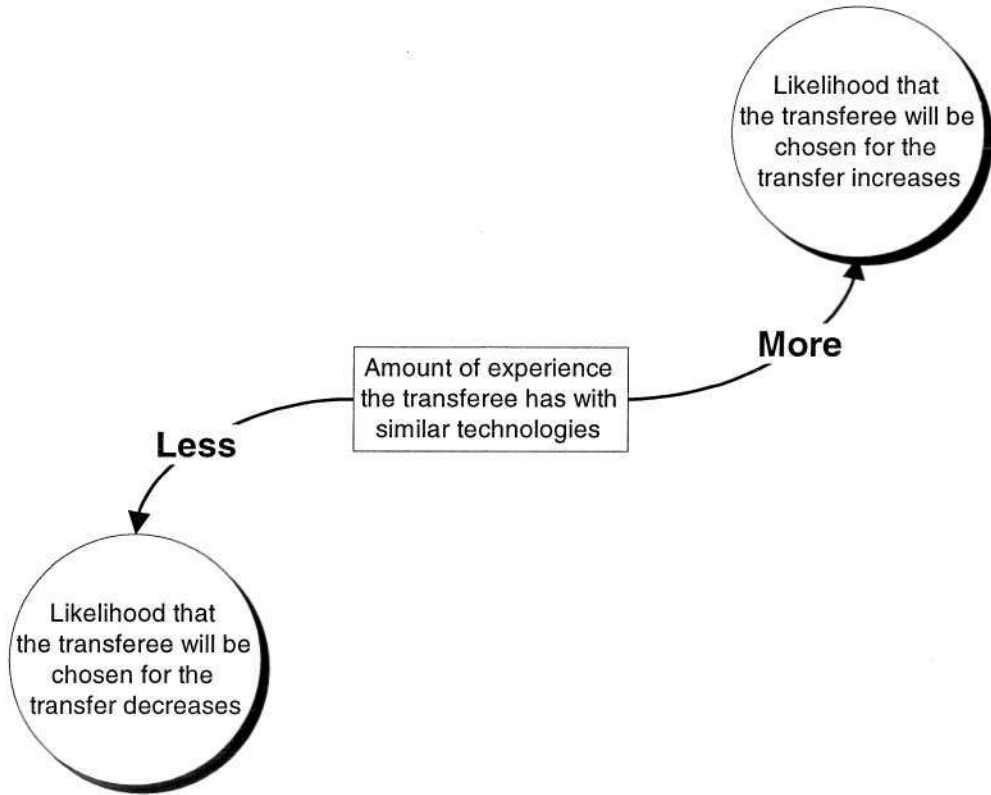 Likelihood that
the transferee will be
chosen for the
transfer increases
More
Amount of experience
the transferee has with
similar technologies
Less
Likelihood that
the transferee will be
chosen for the
transfer decreases